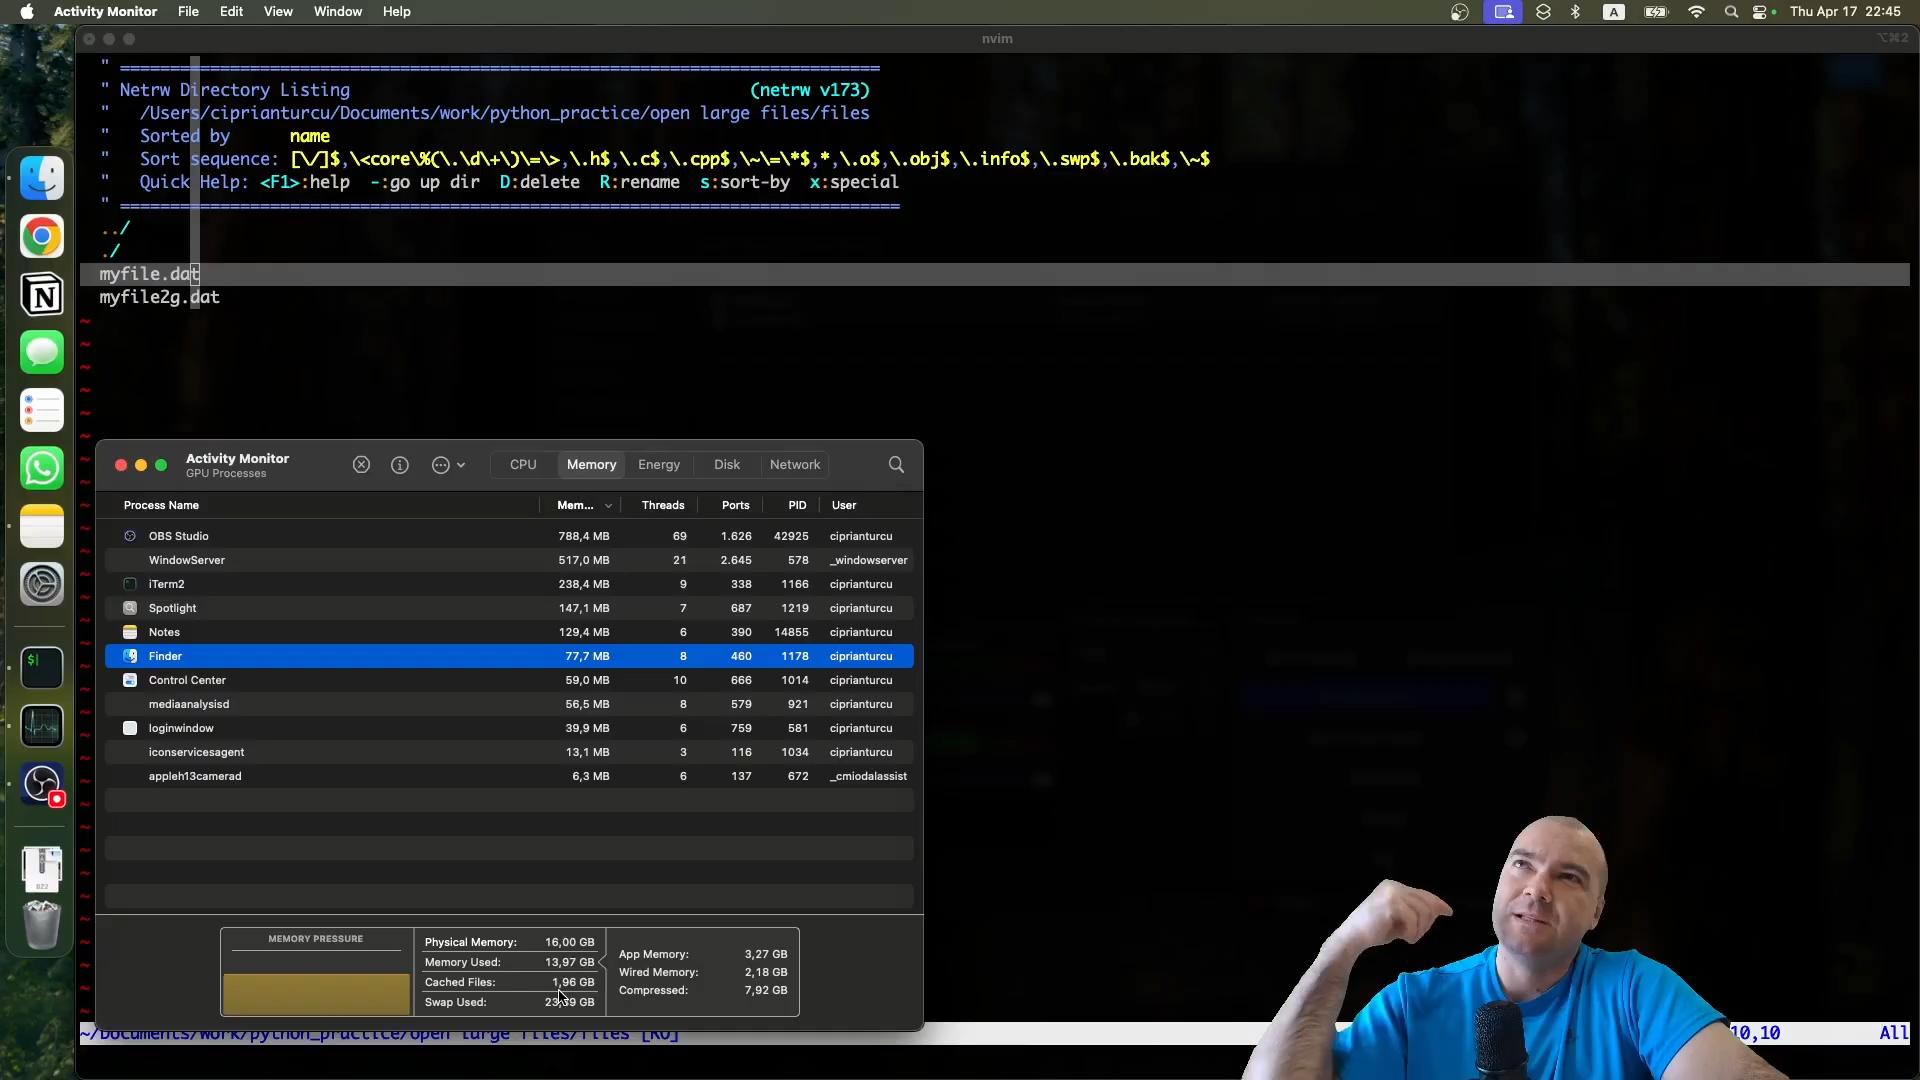 Activity Monitor File Edit View Window Help
A
Thu Apr 17 22:45
nvim
⌥⌘2
" ============================================================================
" Netrw Directory Listing (netrw v173)
" /Users/ciprianturcu/Documents/work/python_practice/open large files/files
" Sorted by name
" Sort sequence: [\/]$,\<core\%(\.\d\+\)\=\>,\.h$,\.c$,\.cpp$,\~\=\*$,*,\.o$,\.obj$,\.info$,\.swp$,\.bak$,\~$
" Quick Help: <F1>:help -:go up dir D:delete R:rename s:sort-by x:special
" ==============================================================================
../
./
myfile.dat
myfile2g.dat
Activity Monitor
GPU Processes
CPU Memory Energy Disk Network
Process Name Mem... Threads Ports PID User
OBS Studio 788,4 MB 69 1.626 42925 ciprianturcu
WindowServer 517,0 MB 21 2.645 578 _windowserver
iTerm2 238,4 MB 9 338 1166 ciprianturcu
Spotlight 147,1 MB 7 687 1219 ciprianturcu
Notes 129,4 MB 6 390 14855 ciprianturcu
Finder 77,7 MB 8 460 1178 ciprianturcu
Control Center 59,0 MB 10 666 1014 ciprianturcu
mediaanalysisd 56,5 MB 8 579 921 ciprianturcu
loginwindow 39,9 MB 6 759 581 ciprianturcu
iconservicesagent 13,1 MB 3 116 1034 ciprianturcu
appleh13camerad 6,3 MB 6 137 672 _cmiodalassist
MEMORY PRESSURE
Physical Memory: 16,00 GB
Memory Used: 13,97 GB
Cached Files: 1,96 GB
Swap Used: GB
App Memory: 3,27 GB
Wired Memory: 2,18 GB
Compressed: 7,92 GB
~/Documents/work/python_practice/open large files/files [RO] 10,10 All